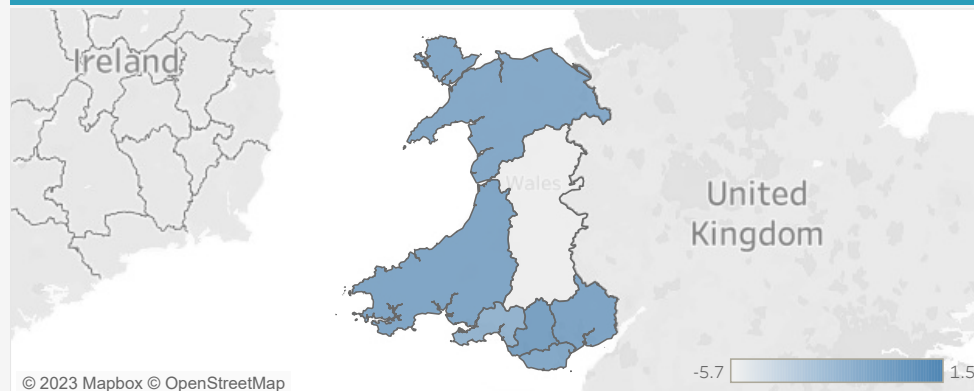 Ireland
Wales
United
Kingdom
-5.7 1.5
© 2023 Mapbox © OpenStreetMap